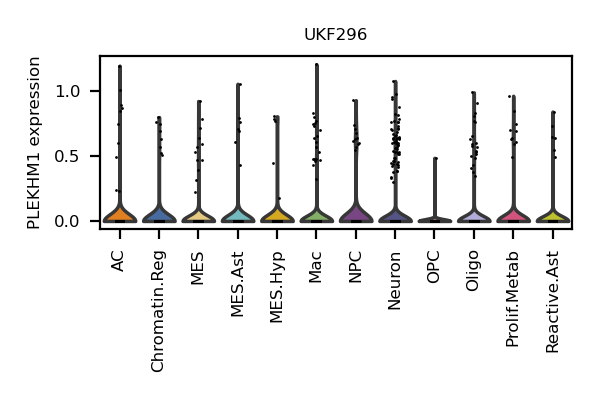 UKF296
PLEKHM1 expression
1.0
0.5
0.0
AC
Chromatin.Reg
MES
MES.Ast
MES.Hyp
Mac
NPC
Neuron
OPC
Oligo
Prolif.Metab
Reactive.Ast